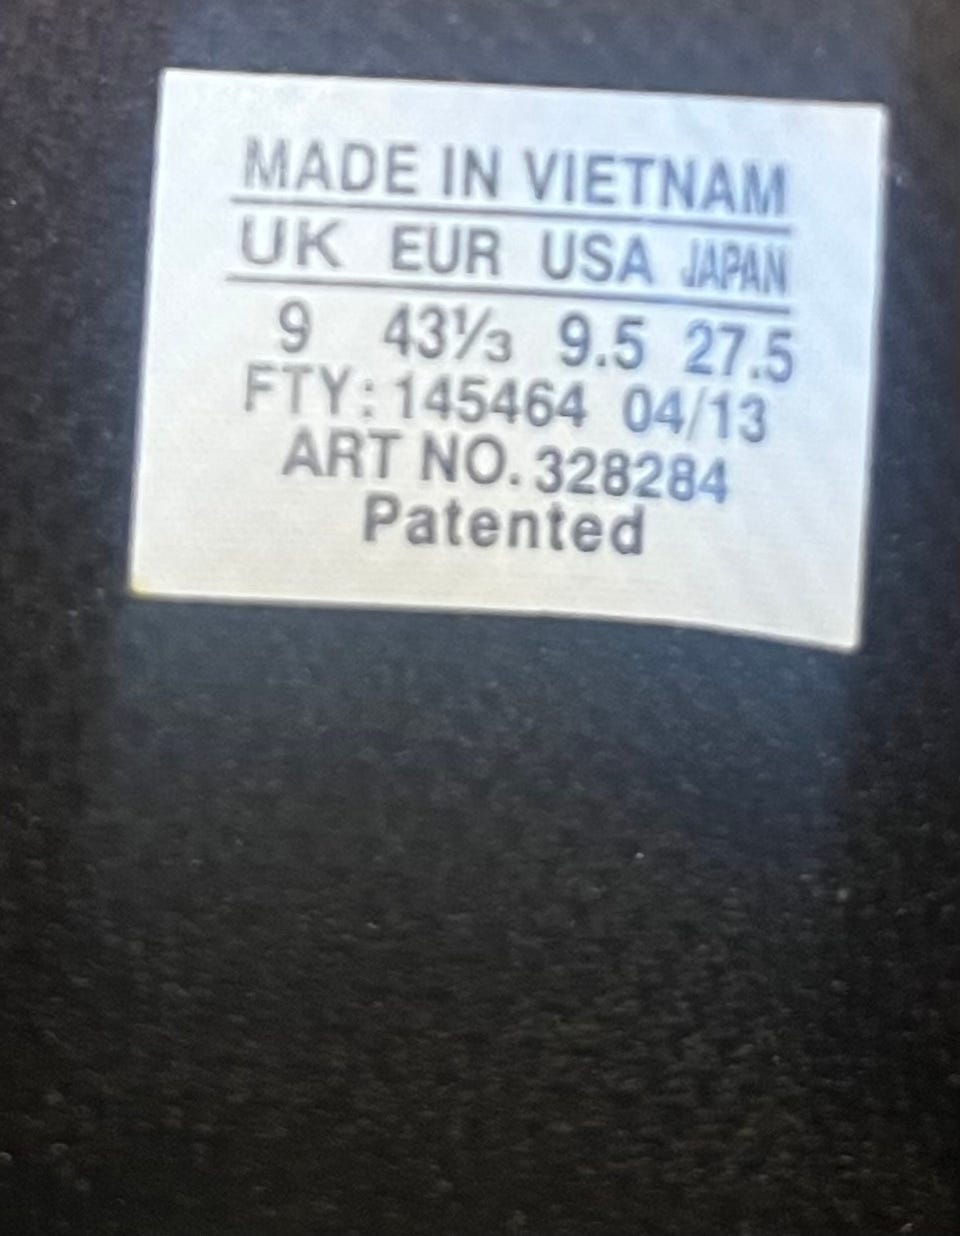 MADE IN VIETNAM
UK EUR USA JAPAN
9 43⅓ 9.5 27.5
FTY: 145464 04/13
ART NO. 328284
Patented